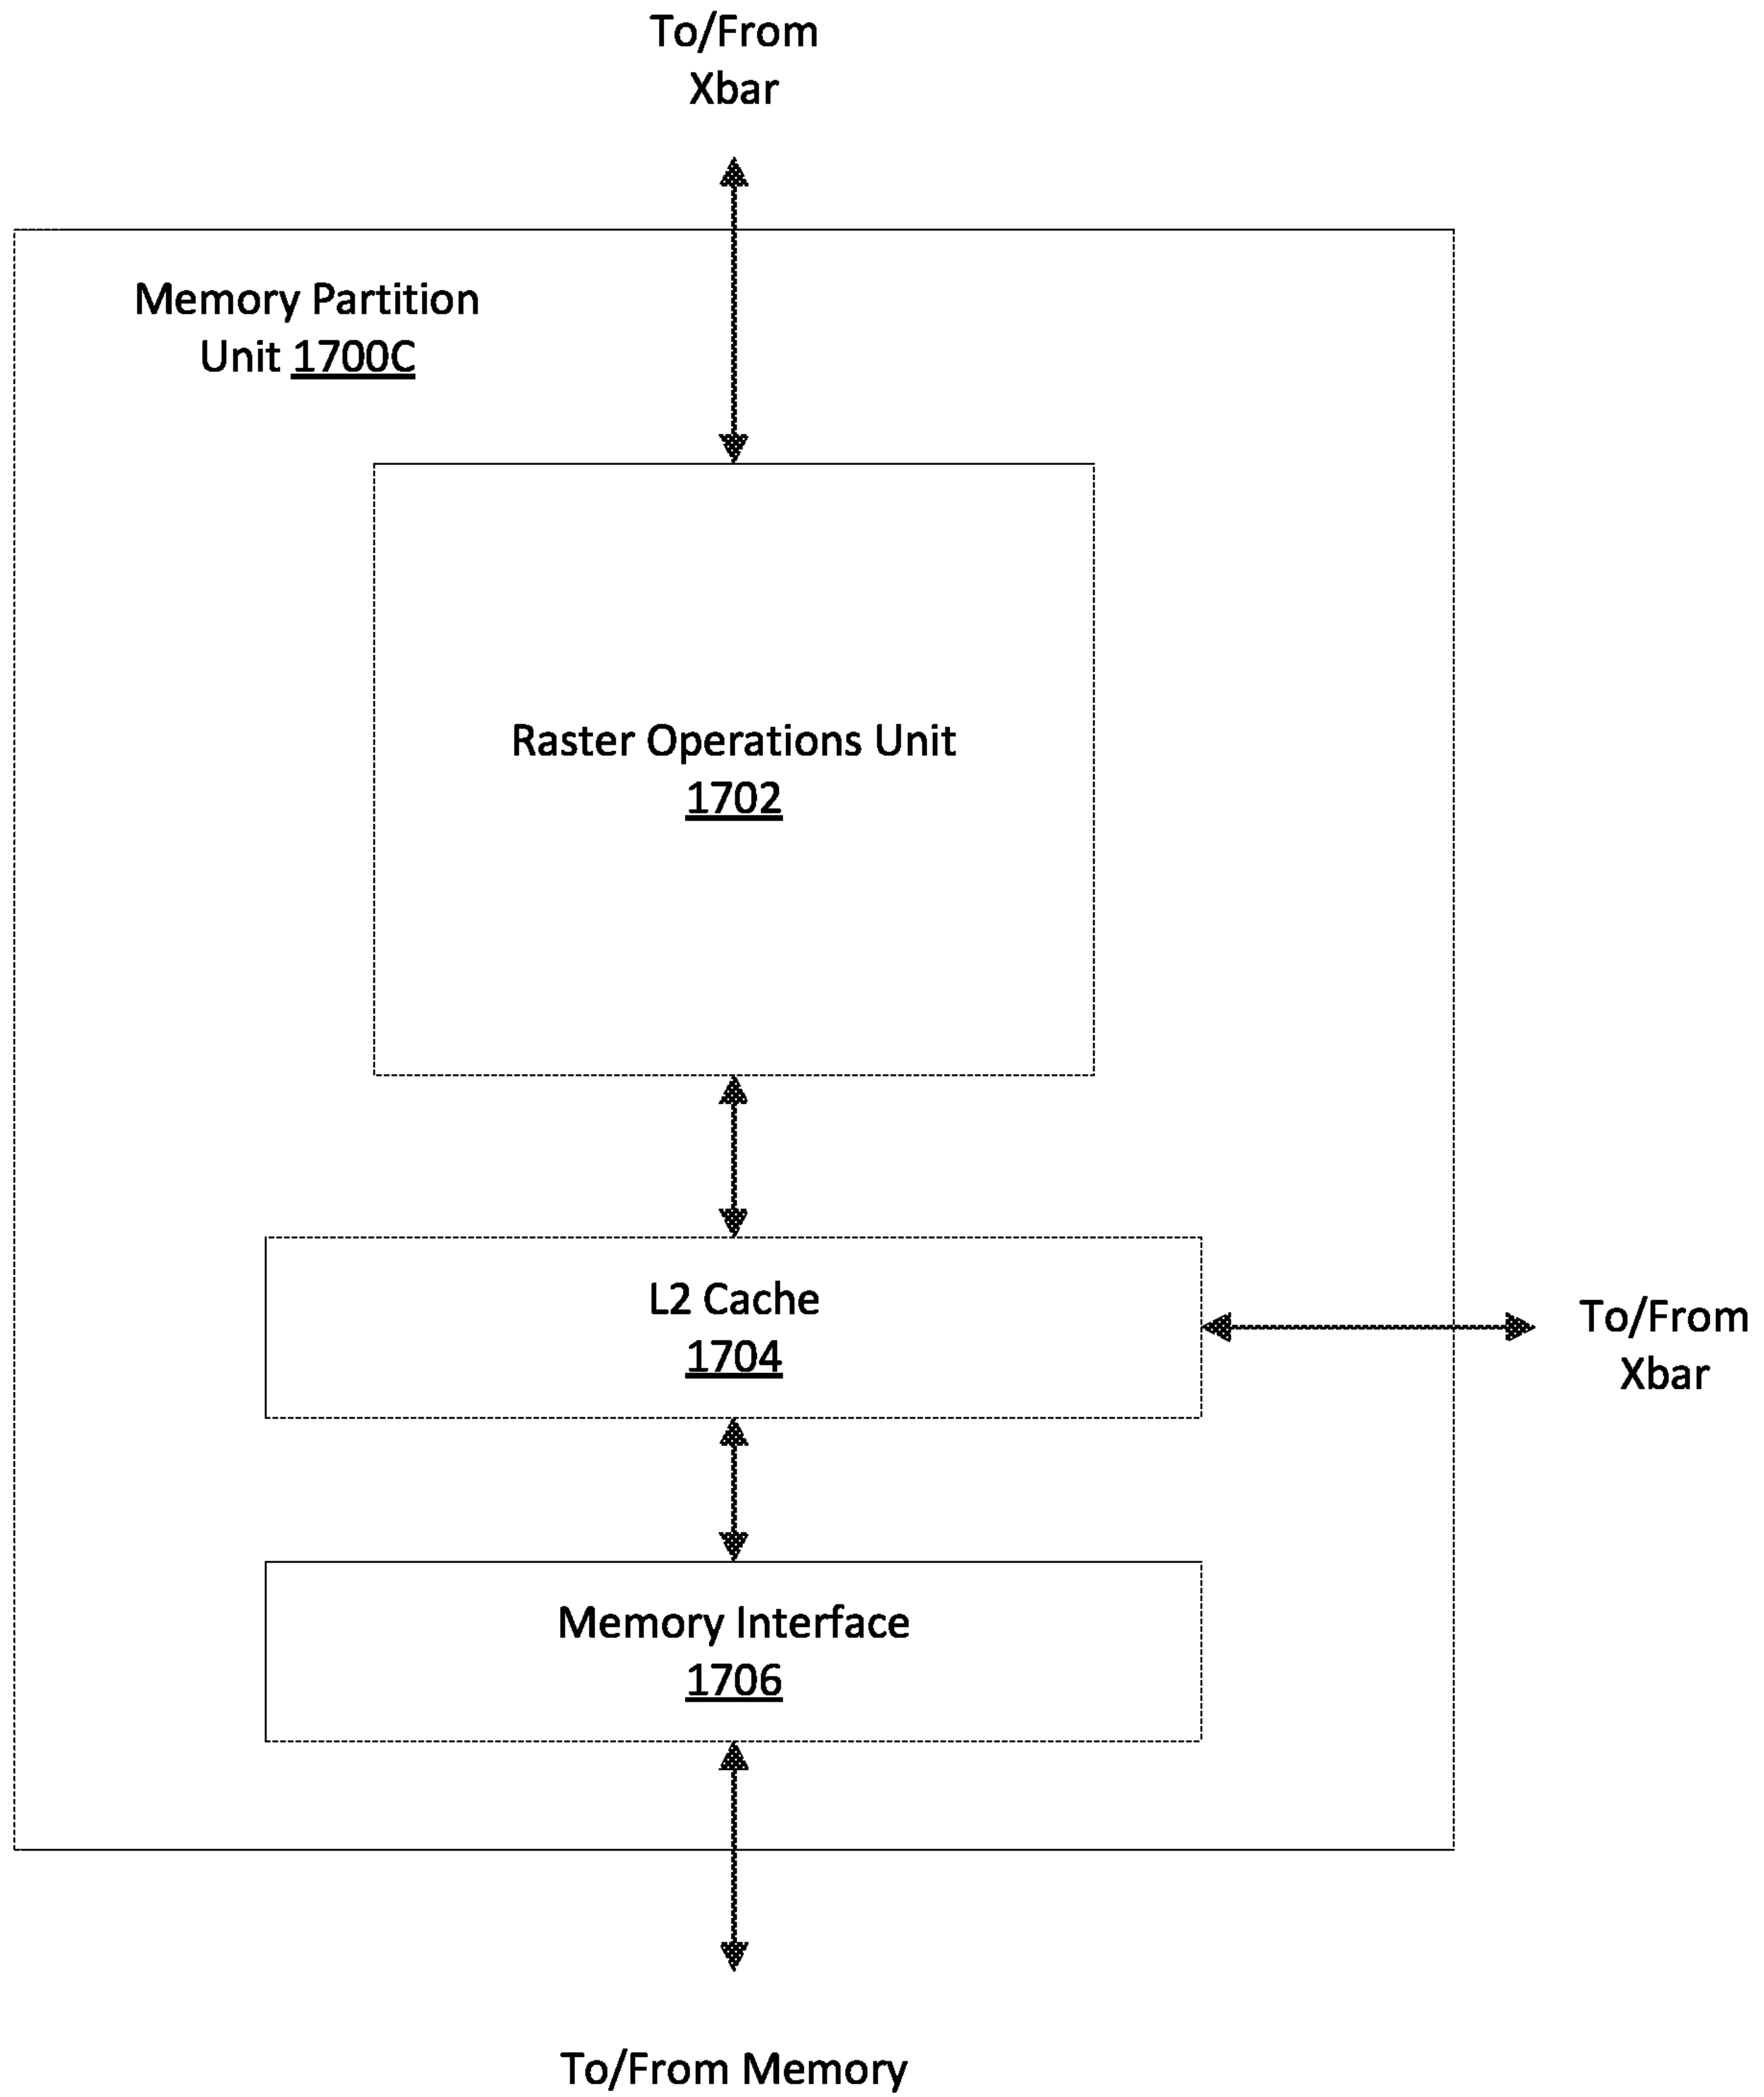 To/From
Xbar
Memory Partition
Unit 1700C
Raster Operations Unit
1702
L2 Cache
1704
To/From
Xbar
Memory Interface
1706
To/From Memory